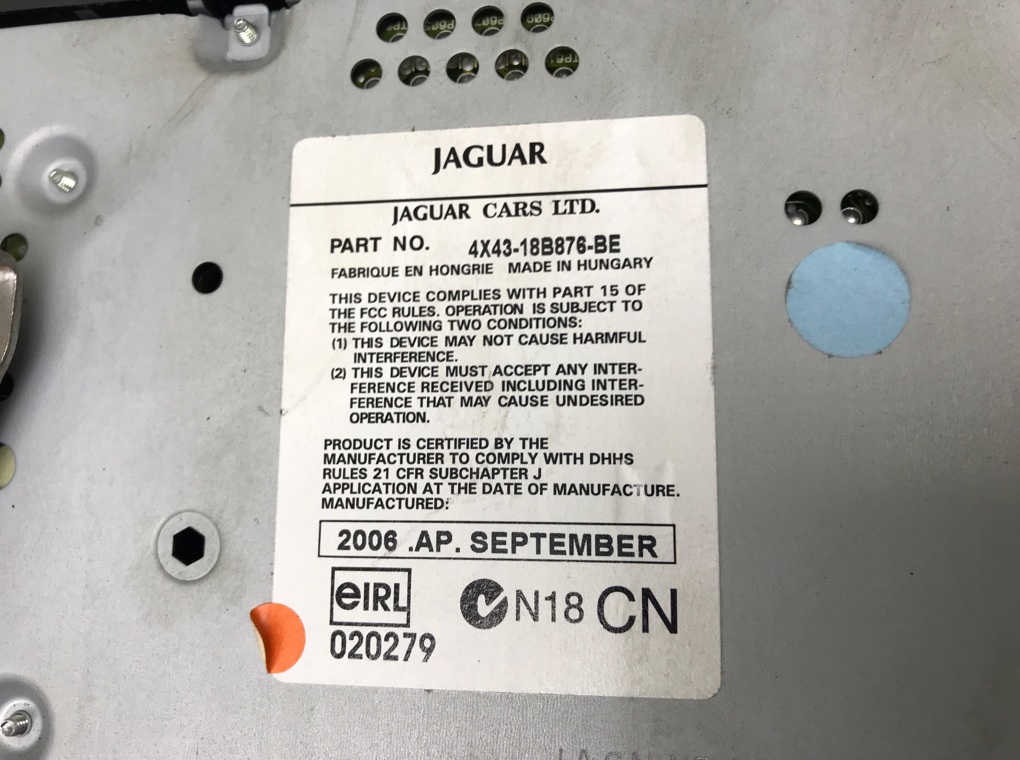 JAGUAR
JAGUAR CARS LTD.
PART NO. 4X43-18B876-BE
FABRIQUE EN HONGRIE MADE IN HUNGARY
THIS DEVICE COMPLIES WITH PART 15 OF
THE FCC RULES. OPERATION IS SUBJECT TO
THE FOLLOWING TWO CONDITIONS:
(1) THIS DEVICE MAY NOT CAUSE HARMFUL
INTERFERENCE.
(2) THIS DEVICE MUST ACCEPT ANY INTER-
FERENCE RECEIVED INCLUDING INTER-
FERENCE THAT MAY CAUSE UNDESIRED
OPERATION.
PRODUCT IS CERTIFIED BY THE
MANUFACTURER TO COMPLY WITH DHHS
RULES 21 CFR SUBCHAPTER J
APPLICATION AT THE DATE OF MANUFACTURE.
MANUFACTURED:
2006 .AP. SEPTEMBER
eIRL
N18 CN
020279